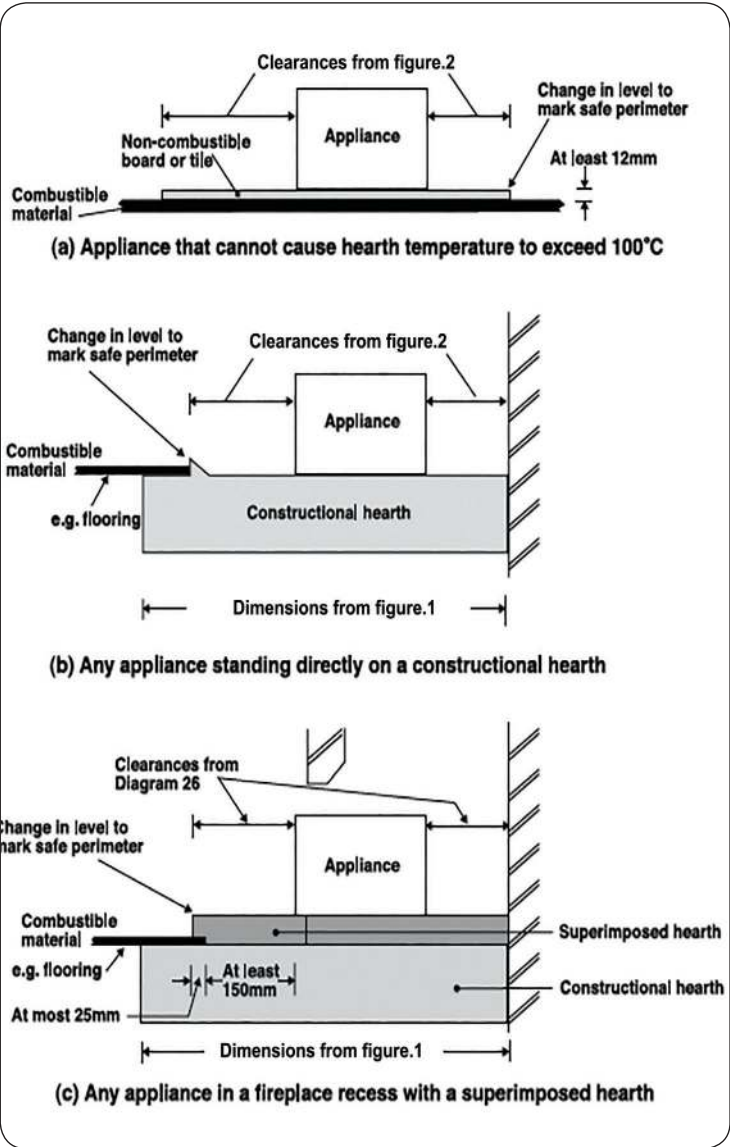 Clearances from figure.2
Change in level to
mark safe perimeter
Non-combustible
board or tile
Appliance
At least 12mm
Combustible
material
(a) Appliance that cannot cause hearth temperature to exceed 100°C
Change in level to
mark safe perimeter
Clearances from figure.2
Appliance
Combustible
material
e.g. flooring
Constructional hearth
Dimensions from figure.1
(b) Any appliance standing directly on a constructional hearth
Clearances from
Diagram 26
Change in level to
mark safe perimeter
Appliance
Combustible
material
Superimposed hearth
e.g. flooring
At least
150mm
Constructional hearth
At most 25mm
Dimensions from figure.1
(c) Any appliance in a fireplace recess with a superimposed hearth